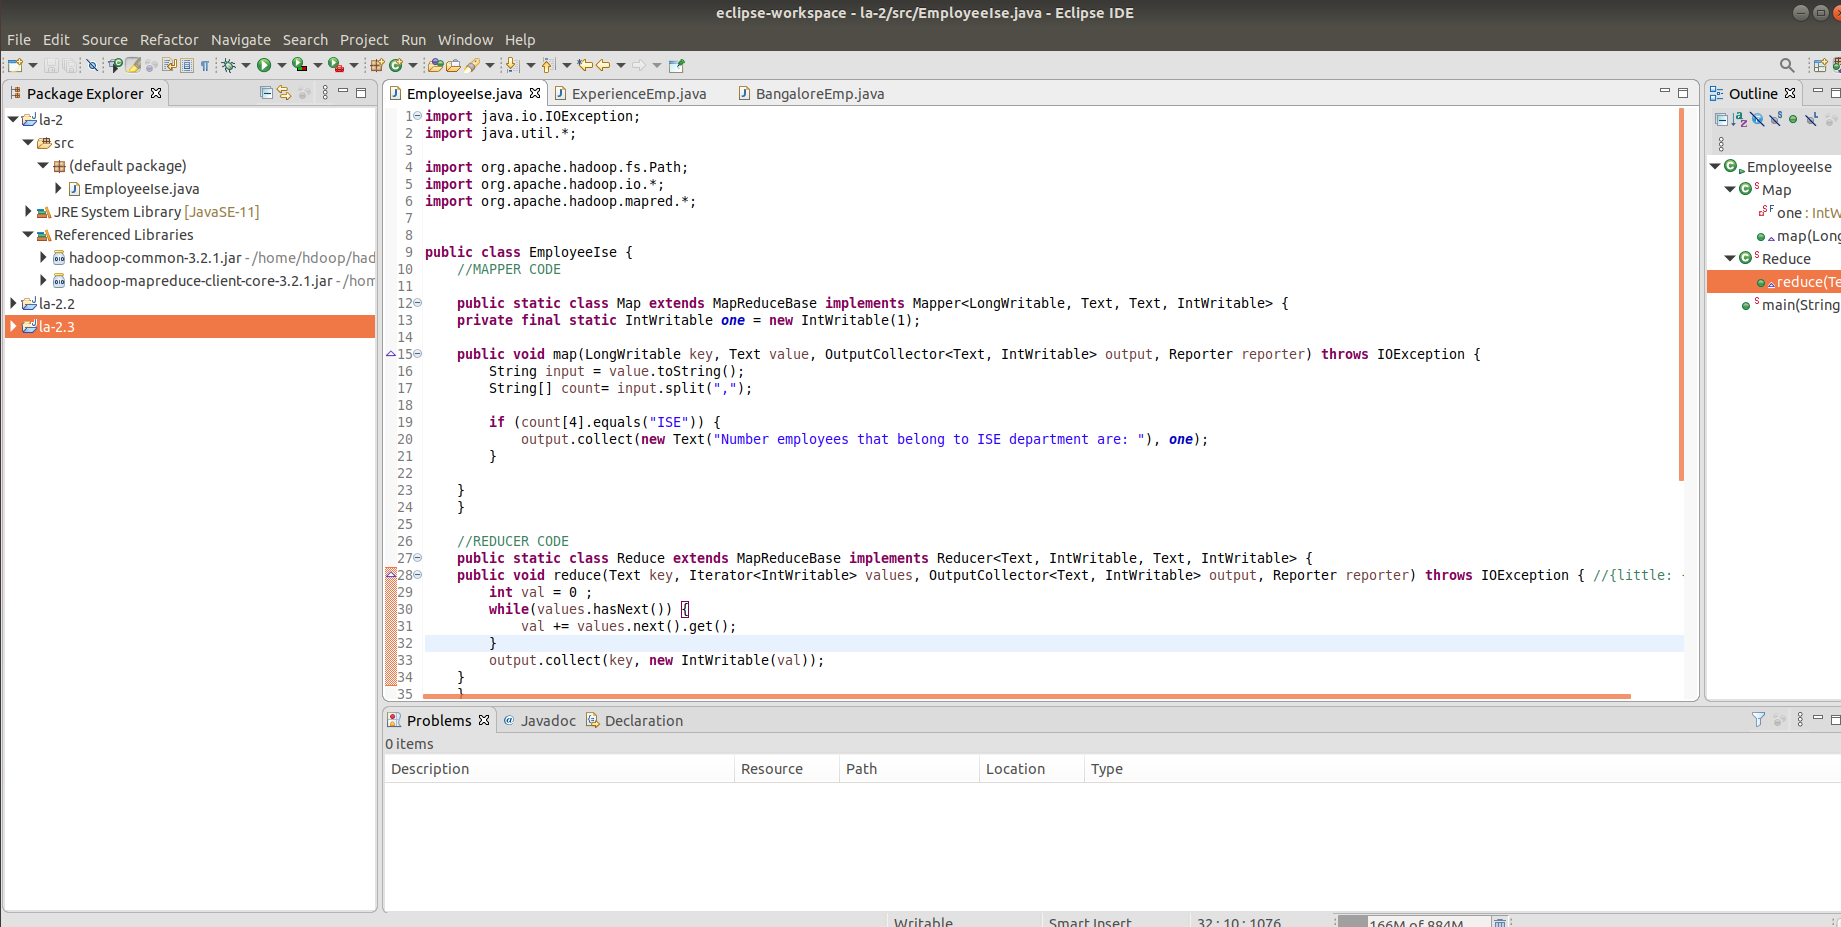 eclipse-workspace - la-2/src/EmployeeIse.java - Eclipse IDE
File Edit Source Refactor Navigate Search Project Run Window Help
Package Explorer
la-2
src
(default package)
EmployeeIse.java
JRE System Library [JavaSE-11]
Referenced Libraries
hadoop-common-3.2.1.jar - /home/hdoop/had
hadoop-mapreduce-client-core-3.2.1.jar - /hom
la-2.2
la-2.3
EmployeeIse.java ExperienceEmp.java BangaloreEmp.java
1 import java.io.IOException;
2 import java.util.*;
3
4 import org.apache.hadoop.fs.Path;
5 import org.apache.hadoop.io.*;
6 import org.apache.hadoop.mapred.*;
7
8
9 public class EmployeeIse {
10 //MAPPER CODE
11
12 public static class Map extends MapReduceBase implements Mapper<LongWritable, Text, Text, IntWritable> {
13 private final static IntWritable one = new IntWritable(1);
14
15 public void map(LongWritable key, Text value, OutputCollector<Text, IntWritable> output, Reporter reporter) throws IOException {
16 String input = value.toString();
17 String[] count= input.split(",");
18
19 if (count[4].equals("ISE")) {
20 output.collect(new Text("Number employees that belong to ISE department are: "), one);
21 }
22
23 }
24 }
25
26 //REDUCER CODE
27 public static class Reduce extends MapReduceBase implements Reducer<Text, IntWritable, Text, IntWritable> {
28 public void reduce(Text key, Iterator<IntWritable> values, OutputCollector<Text, IntWritable> output, Reporter reporter) throws IOException { //{little:
29 int val = 0 ;
30 while(values.hasNext()) {
31 val += values.next().get();
32 }
33 output.collect(key, new IntWritable(val));
34 }
35 }
Outline
EmployeeIse
Map
one : IntW
map(Long
Reduce
reduce(Te
main(String
Problems @ Javadoc Declaration
0 items
Description Resource Path Location Type
Writable Smart Insert 32 : 10 : 1076 166M of 884M